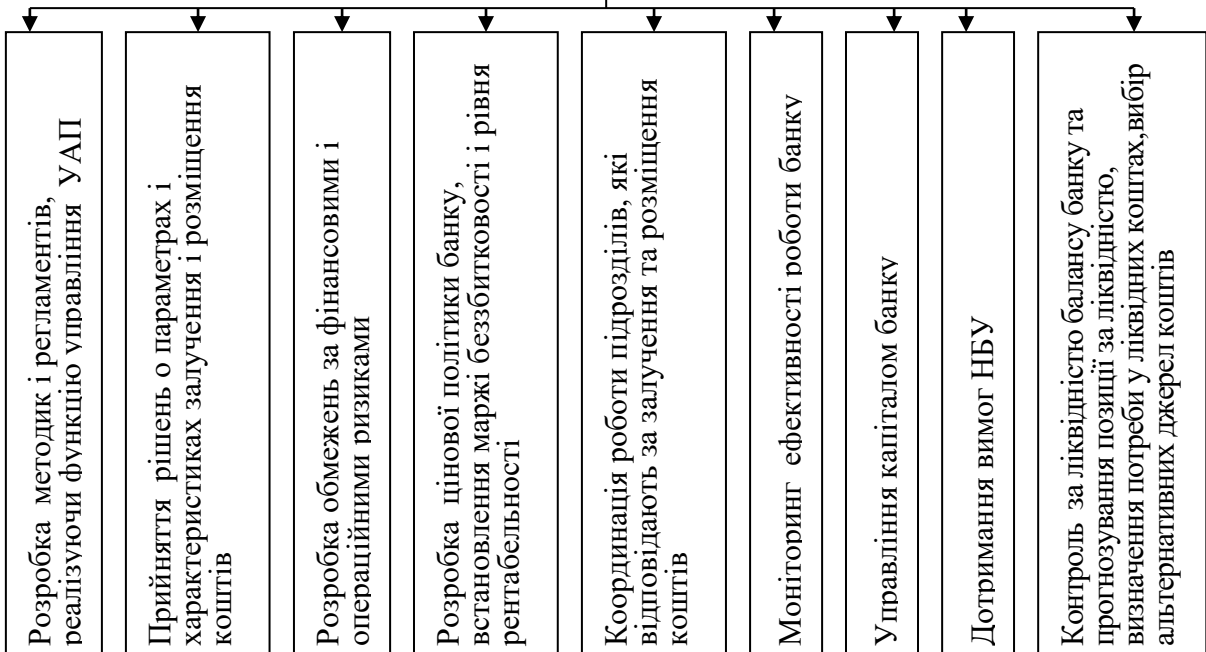 Розробка методик і регламентів,
реалізуючи функцію управління УАП
Прийняття рішень о параметрах і
характеристиках залучення і розміщення
коштів
Розробка обмежень за фінансовими і
операційними ризиками
Розробка цінової політики банку,
встановлення маржі беззбитковості і рівня
рентабельності
Координація роботи підрозділів, які
відповідають за залучення та розміщення
коштів
Моніторинг ефективності роботи банку
Управління капіталом банку
Дотримання вимог НБУ
Контроль за ліквідністю балансу банку та
прогнозування позиції за ліквідністю,
визначення потреби у ліквідних коштах,вибір
альтернативних джерел коштів